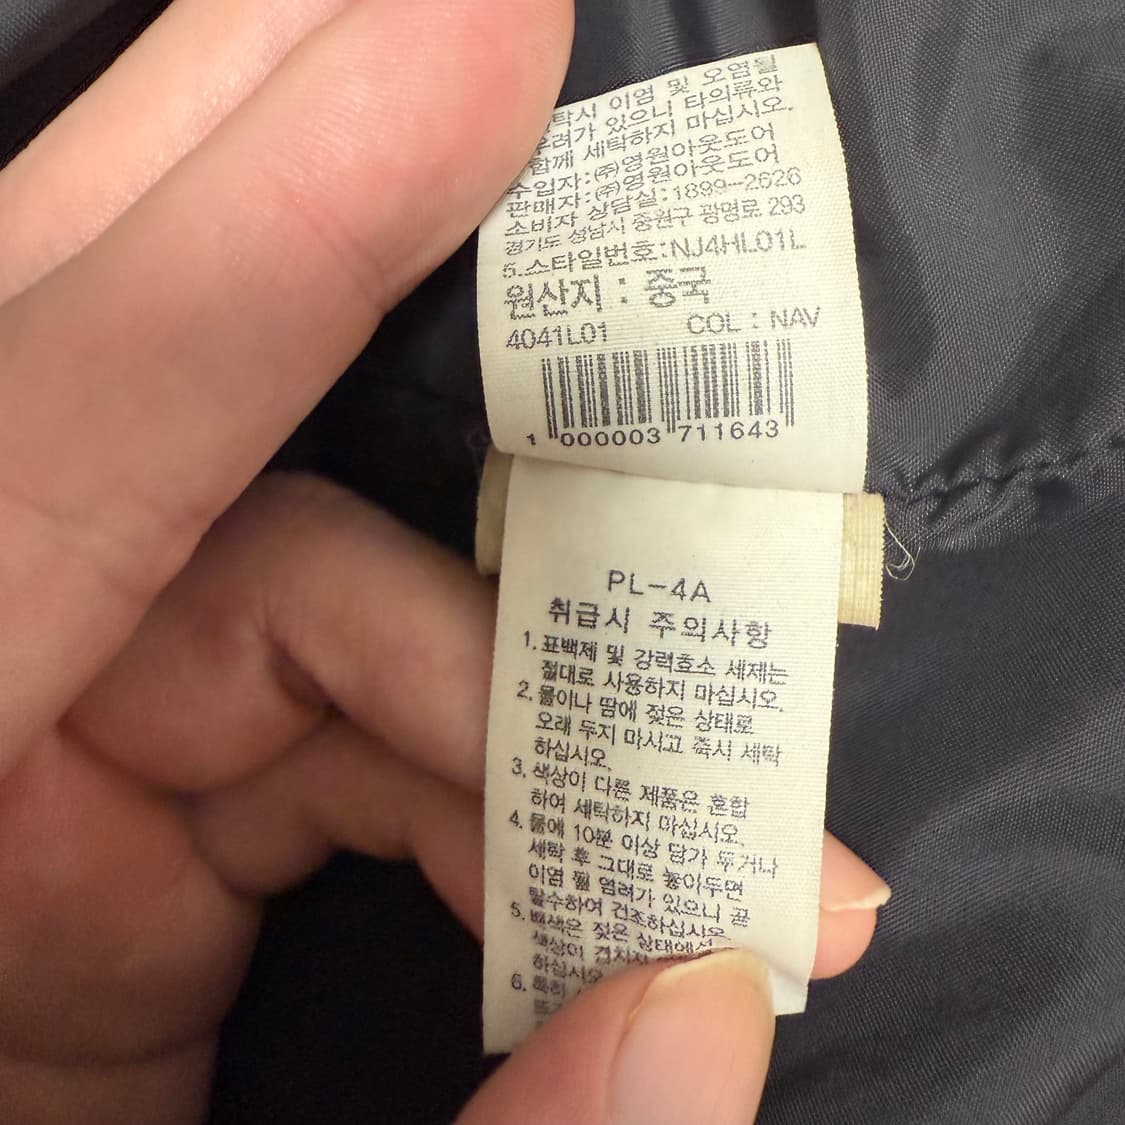 탁시 이염 및 오염될
우려가 있으니 타의류와
함께 세탁하지 마십시오.
수입자:㈜영원아웃도어
판매자:㈜영원아웃도어
소비자 상담실:1899-2626
경기도 성남시 중원구 광명로 293
5.스타일번호:NJ4HL01L
원산지 : 중국
4041L01 COL : NAV
1 000003 711643
PL-4A
취급시 주의사항
1. 표백제 및 강력효소 세제는
절대로 사용하지 마십시오.
2. 물이나 땀에 젖은 상태로
오래 두지 마시고 즉시 세탁
하십시오.
3. 색상이 다른 제품은 혼합
하여 세탁하지 마십시오.
4. 물에 10분 이상 담가 두거나
세탁 후 그대로 놓아두면
이염 될 염려가 있으니 곧
탈수하여 건조하십시오.
5. 배색은 젖은 상태에서
색상이 겹치지
하십시오
6. 특히